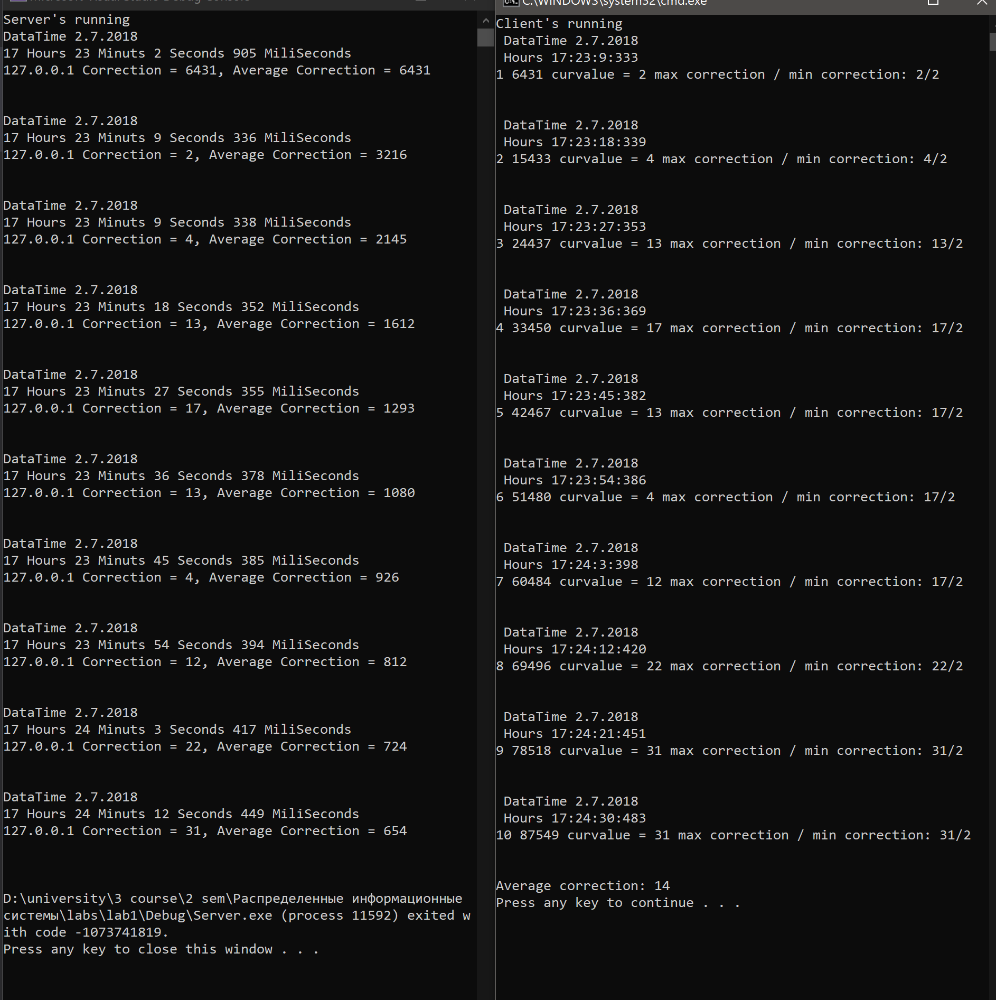 Microsoft Visual Studio Debug Console
Server's running
DataTime 2.7.2018
17 Hours 23 Minuts 2 Seconds 905 MiliSeconds
127.0.0.1 Correction = 6431, Average Correction = 6431
DataTime 2.7.2018
17 Hours 23 Minuts 9 Seconds 336 MiliSeconds
127.0.0.1 Correction = 2, Average Correction = 3216
DataTime 2.7.2018
17 Hours 23 Minuts 9 Seconds 338 MiliSeconds
127.0.0.1 Correction = 4, Average Correction = 2145
DataTime 2.7.2018
17 Hours 23 Minuts 18 Seconds 352 MiliSeconds
127.0.0.1 Correction = 13, Average Correction = 1612
DataTime 2.7.2018
17 Hours 23 Minuts 27 Seconds 355 MiliSeconds
127.0.0.1 Correction = 17, Average Correction = 1293
DataTime 2.7.2018
17 Hours 23 Minuts 36 Seconds 378 MiliSeconds
127.0.0.1 Correction = 13, Average Correction = 1080
DataTime 2.7.2018
17 Hours 23 Minuts 45 Seconds 385 MiliSeconds
127.0.0.1 Correction = 4, Average Correction = 926
DataTime 2.7.2018
17 Hours 23 Minuts 54 Seconds 394 MiliSeconds
127.0.0.1 Correction = 12, Average Correction = 812
DataTime 2.7.2018
17 Hours 24 Minuts 3 Seconds 417 MiliSeconds
127.0.0.1 Correction = 22, Average Correction = 724
DataTime 2.7.2018
17 Hours 24 Minuts 12 Seconds 449 MiliSeconds
127.0.0.1 Correction = 31, Average Correction = 654
D:\university\3 course\2 sem\Распределенные информационные
системы\labs\lab1\Debug\Server.exe (process 11592) exited w
ith code -1073741819.
Press any key to close this window . . .
C:\WINDOWS\system32\cmd.exe
Client's running
DataTime 2.7.2018
Hours 17:23:9:333
1 6431 curvalue = 2 max correction / min correction: 2/2
DataTime 2.7.2018
Hours 17:23:18:339
2 15433 curvalue = 4 max correction / min correction: 4/2
DataTime 2.7.2018
Hours 17:23:27:353
3 24437 curvalue = 13 max correction / min correction: 13/2
DataTime 2.7.2018
Hours 17:23:36:369
4 33450 curvalue = 17 max correction / min correction: 17/2
DataTime 2.7.2018
Hours 17:23:45:382
5 42467 curvalue = 13 max correction / min correction: 17/2
DataTime 2.7.2018
Hours 17:23:54:386
6 51480 curvalue = 4 max correction / min correction: 17/2
DataTime 2.7.2018
Hours 17:24:3:398
7 60484 curvalue = 12 max correction / min correction: 17/2
DataTime 2.7.2018
Hours 17:24:12:420
8 69496 curvalue = 22 max correction / min correction: 22/2
DataTime 2.7.2018
Hours 17:24:21:451
9 78518 curvalue = 31 max correction / min correction: 31/2
DataTime 2.7.2018
Hours 17:24:30:483
10 87549 curvalue = 31 max correction / min correction: 31/2
Average correction: 14
Press any key to continue . . .